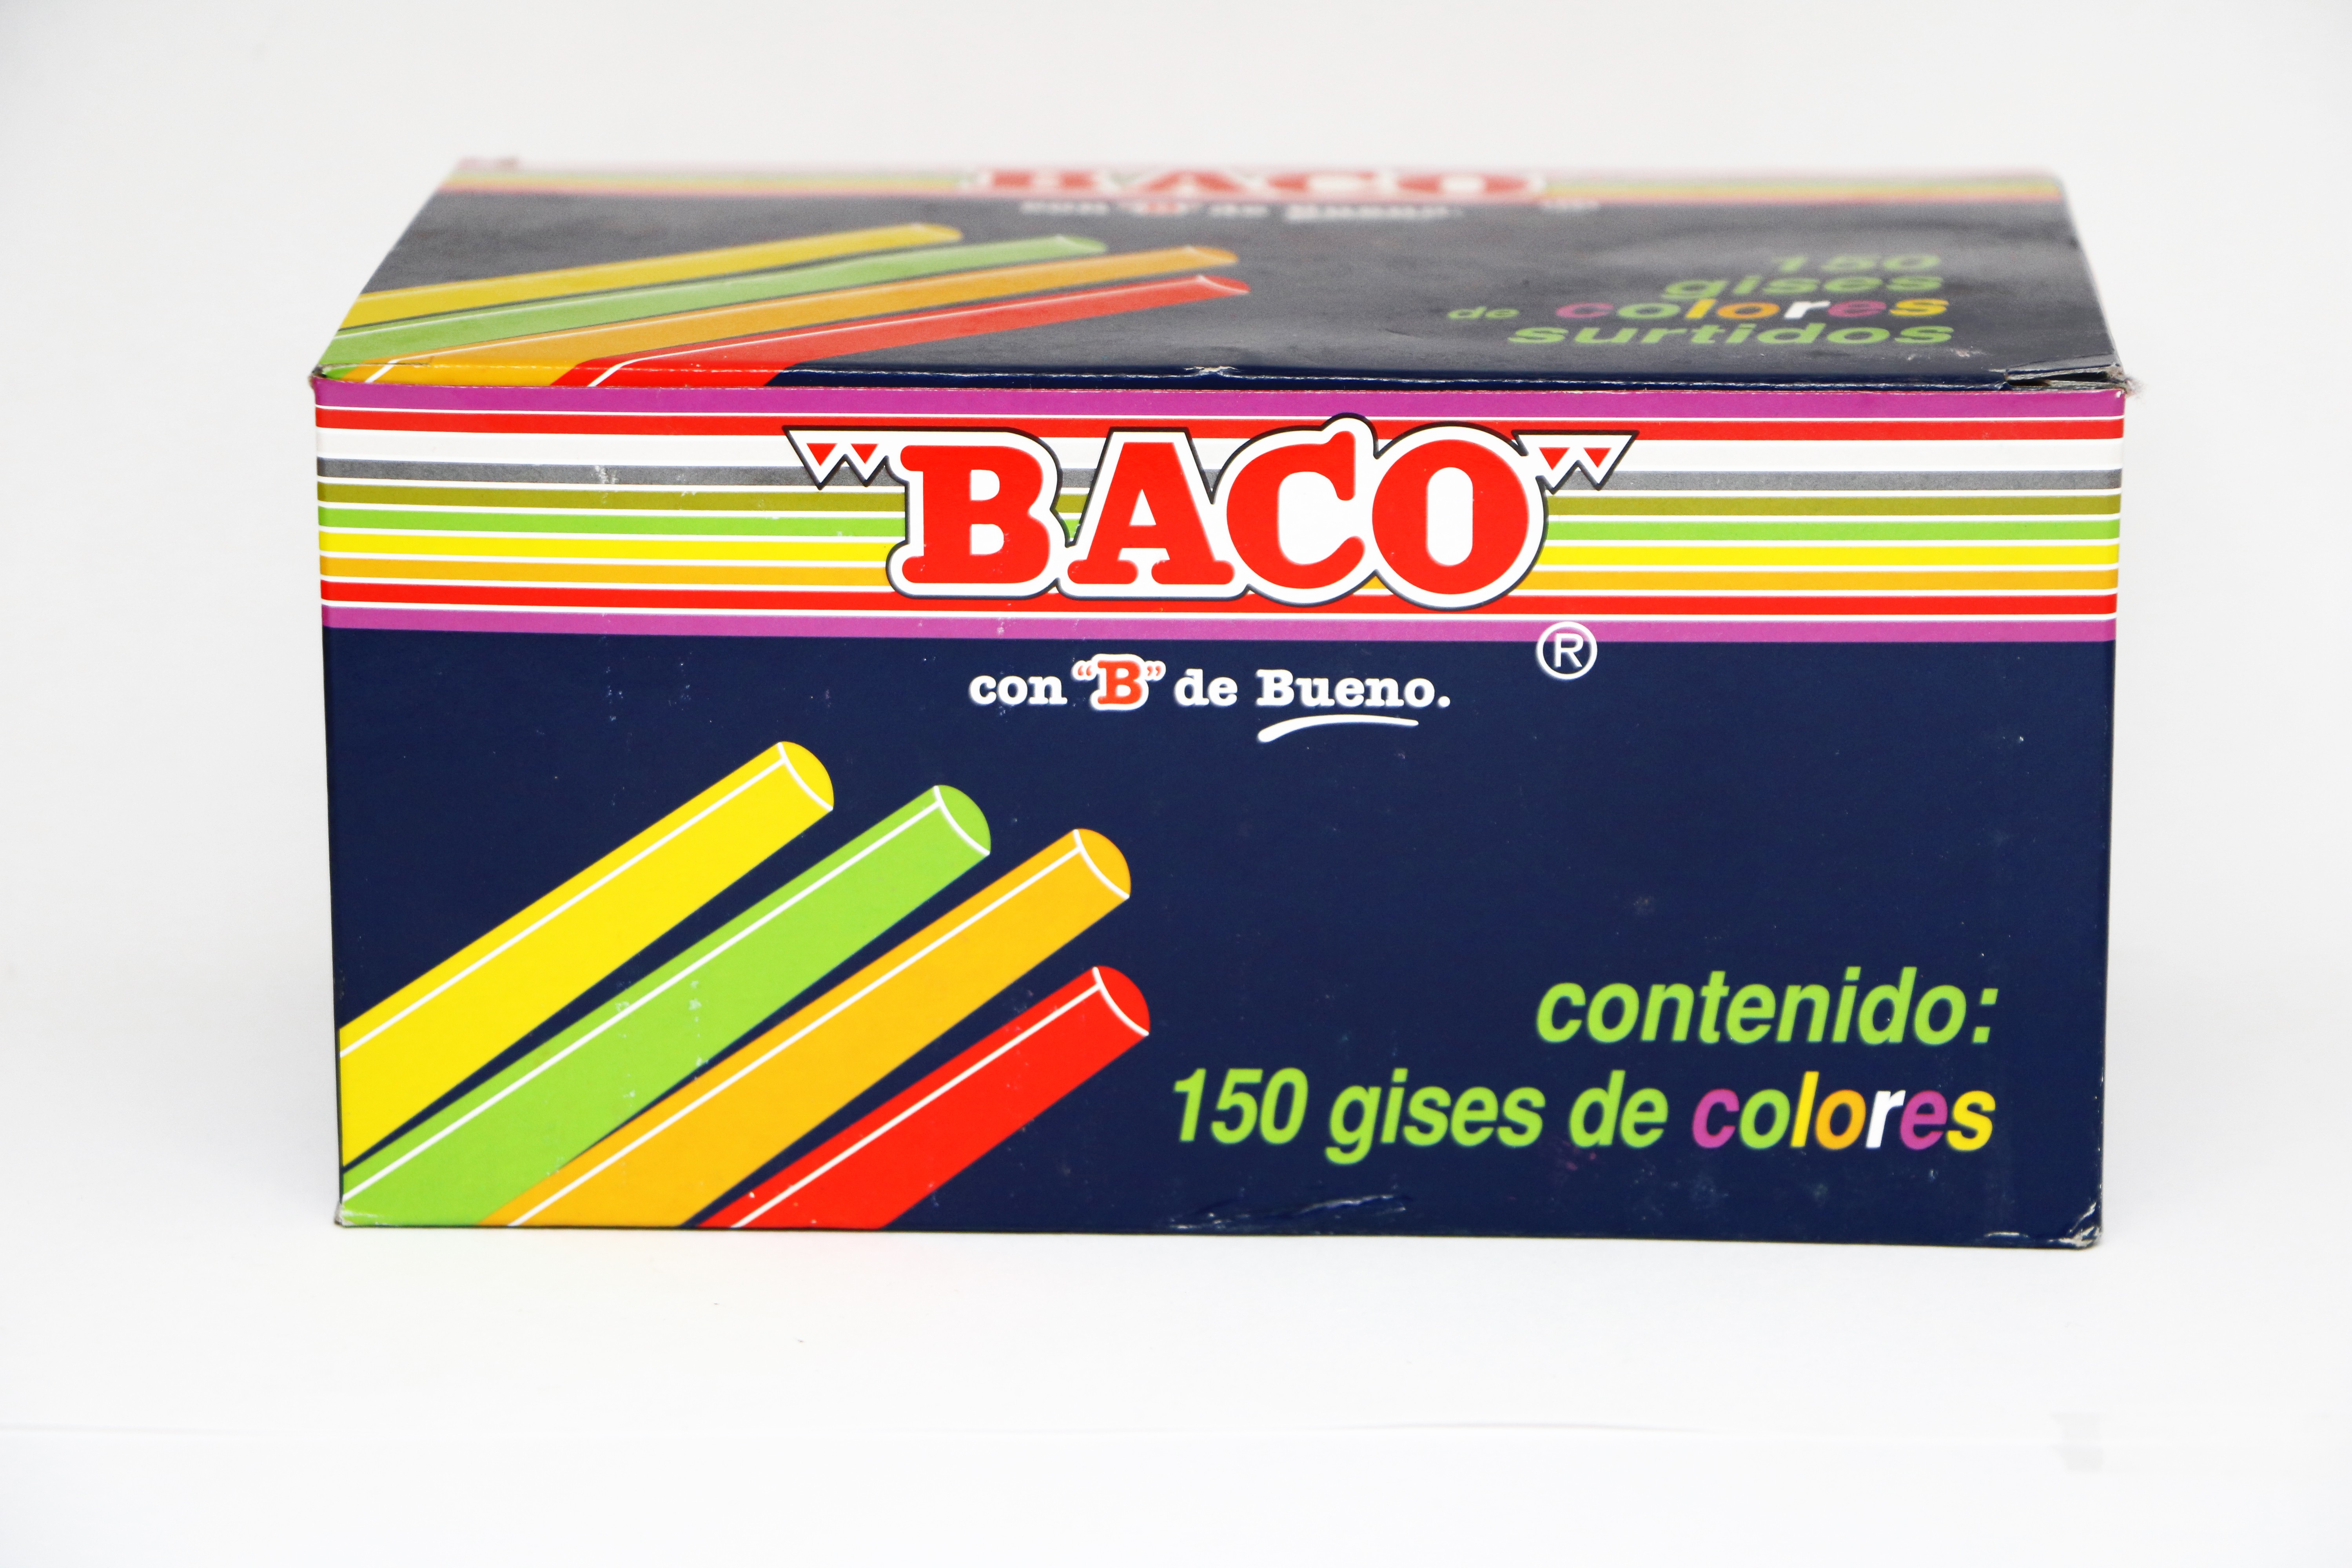 "BACO"
con "B" de Bueno.
150
gises
de colores
surtidos
"BACO"
®
con "B" de Bueno.
contenido:
150 gises de colores